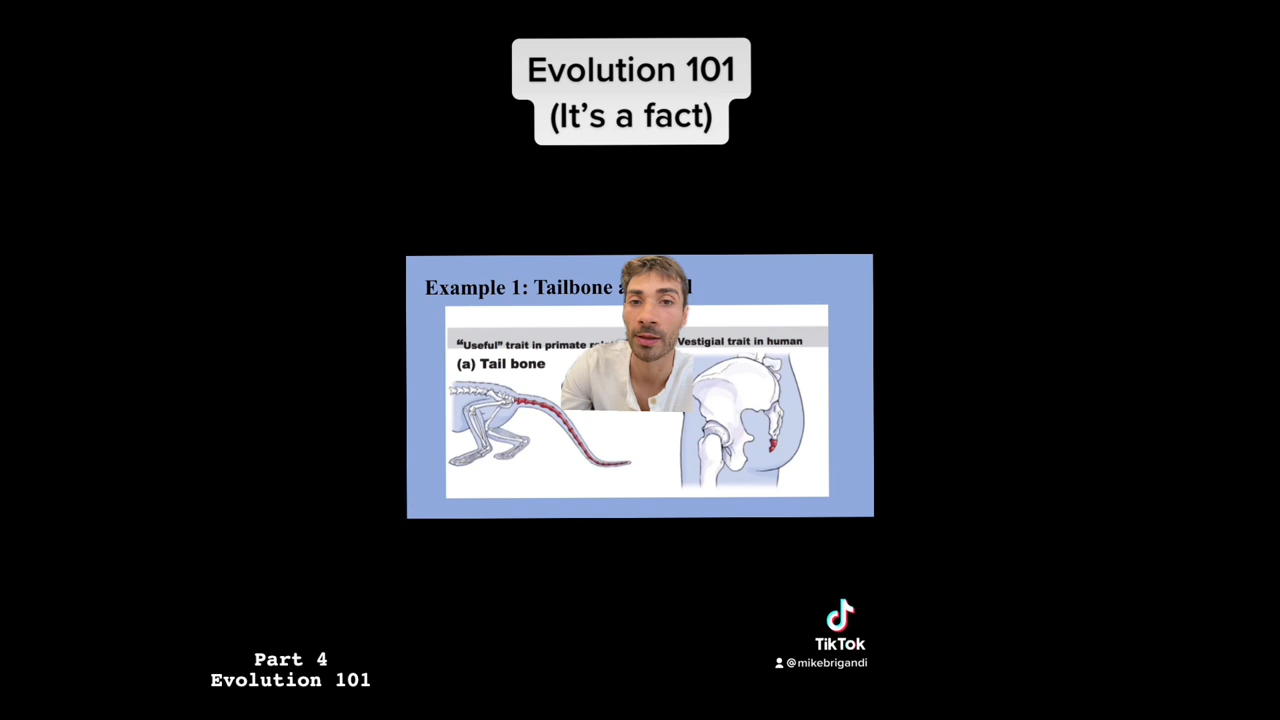 Evolution 101
(It’s a fact)
Example 1: Tailbone
“Useful” trait in primate
Vestigial trait in human
(a) Tail bone
TikTok
@mikebrigandi
Part 4
Evolution 101